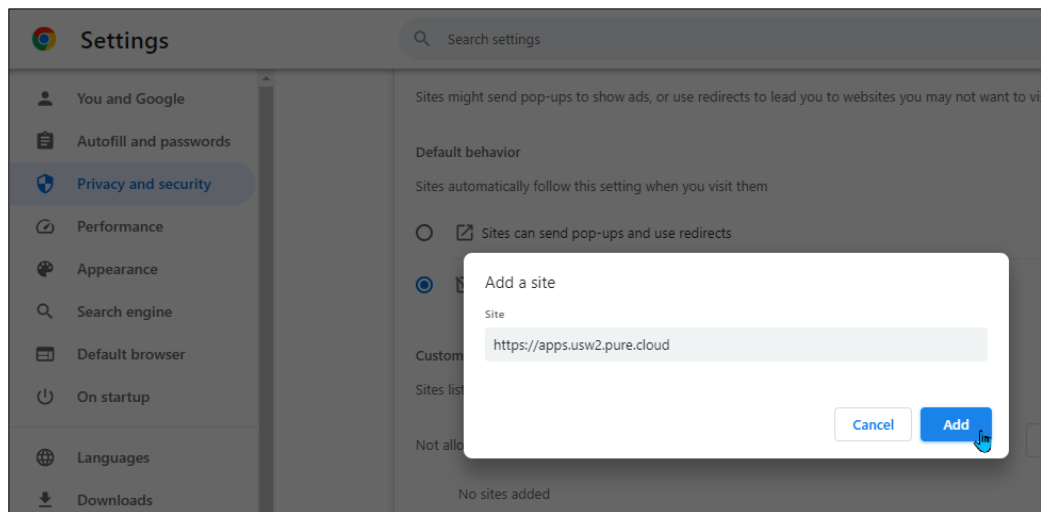 Settings
Search settings
You and Google
Autofill and passwords
Privacy and security
Performance
Appearance
Search engine
Default browser
On startup
Languages
Downloads
Sites might send pop-ups to show ads, or use redirects to lead you to websites you may not want to
Default behavior
Sites automatically follow this setting when you visit them
Sites can send pop-ups and use redirects
Add a site
Site
https://apps.usw2.pure.cloud
Cancel
Add
Sites
Not
No sites added